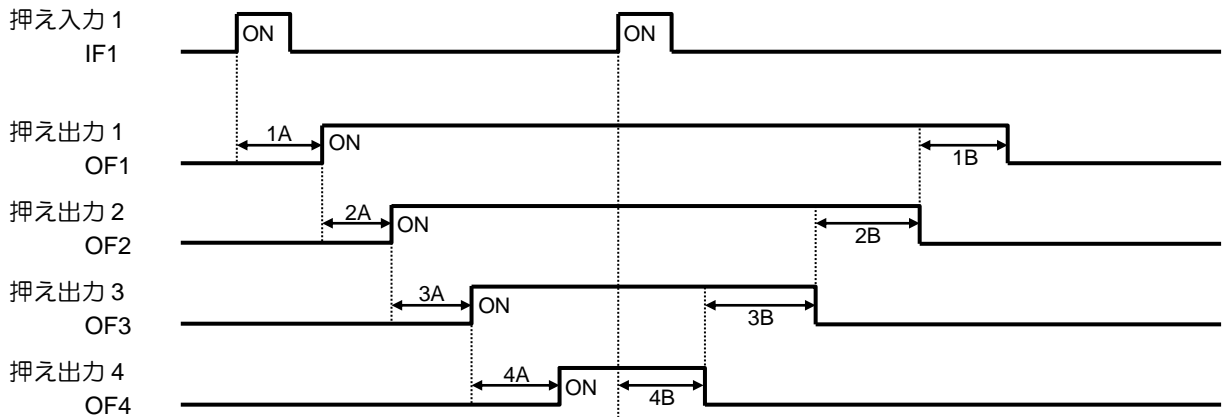 押え入力1
IF1
ON
ON
押え出力1
OF1
1A
ON
1B
押え出力2
OF2
2A
ON
2B
押え出力3
OF3
3A
ON
3B
押え出力4
OF4
4A
ON
4B